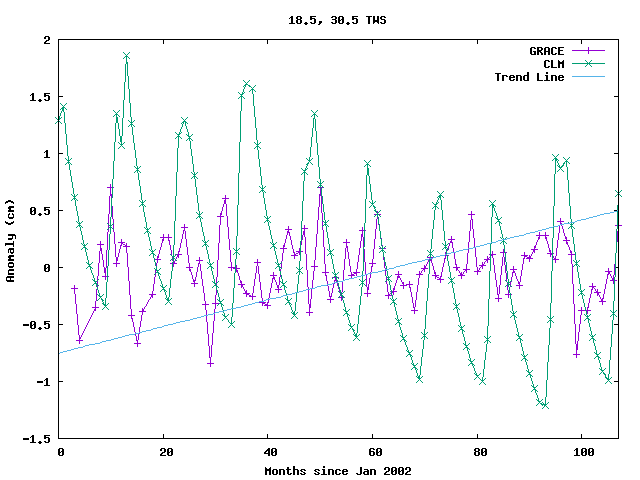 18.5, 30.5 TWS
GRACE
CLM
Trend Line
2
1.5
1
0.5
0
-0.5
-1
-1.5
Anomaly (cm)
0 20 40 60 80 100
Months since Jan 2002